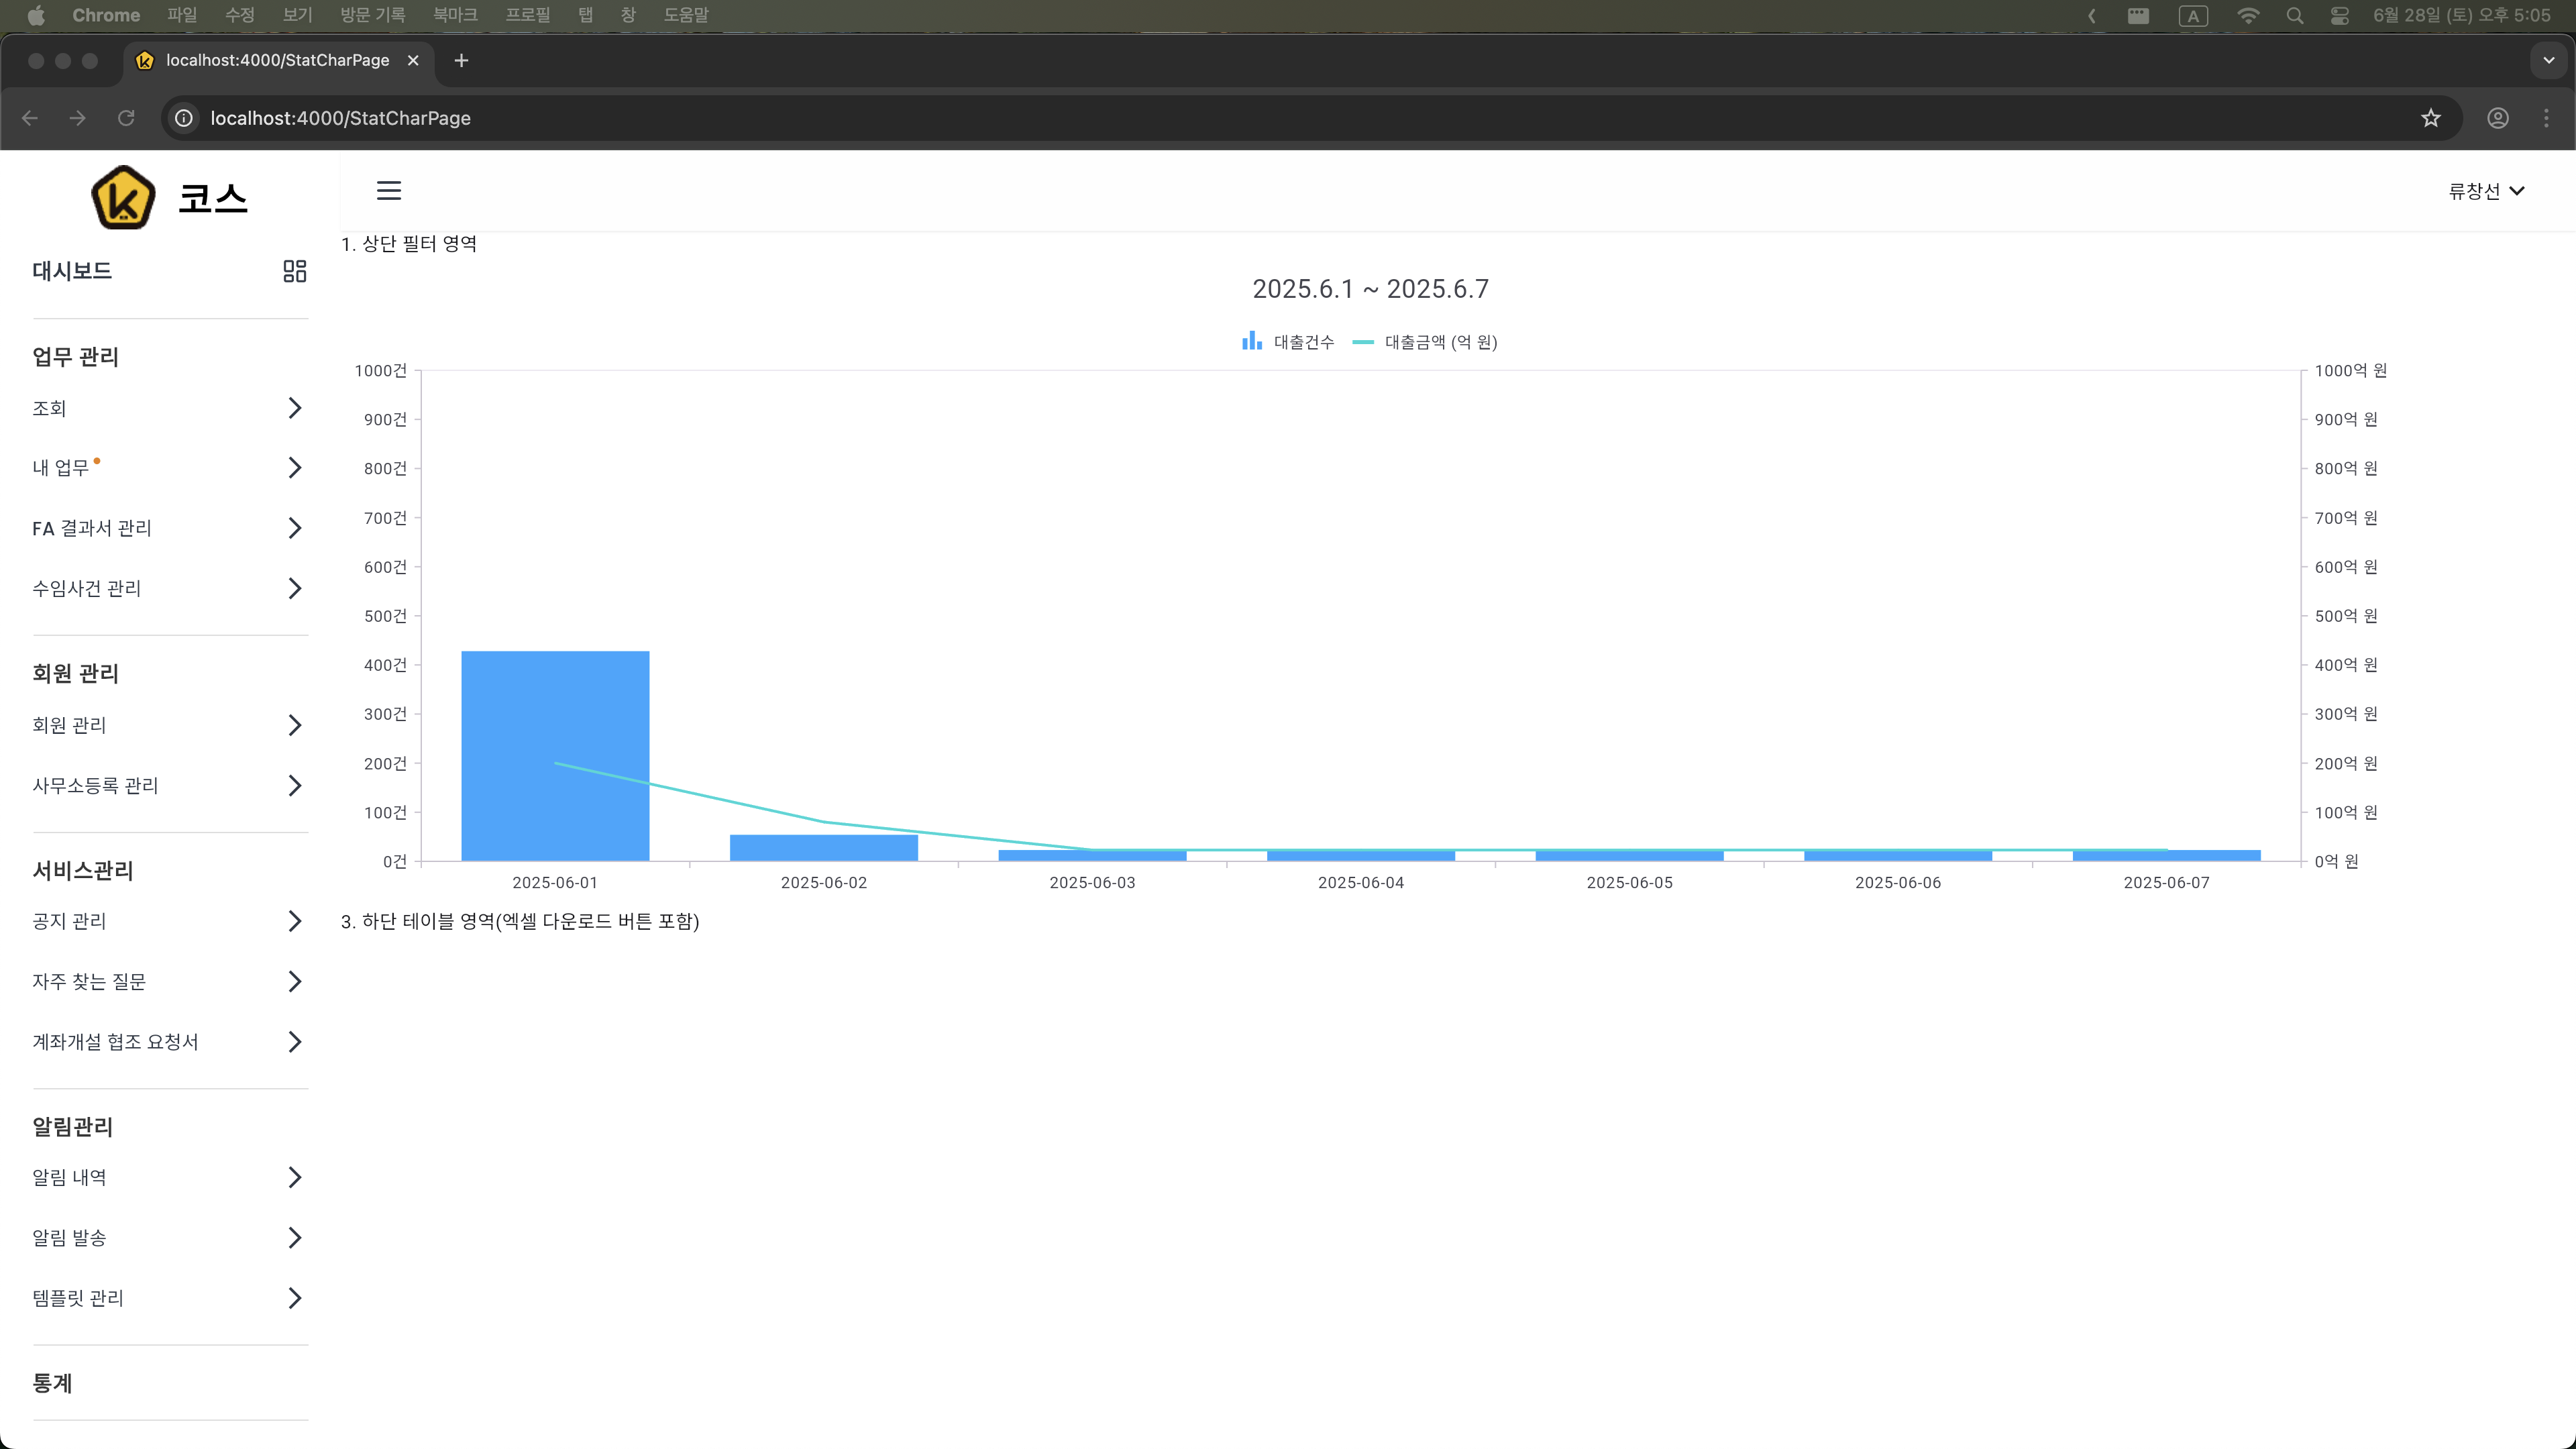 Chrome 파일 수정 보기 방문 기록 북마크 프로필 탭 창 도움말
A 6월 28일 (토) 오후 5:05
localhost:4000/StatCharPage
localhost:4000/StatCharPage
코스
류창선
대시보드
업무 관리
조회
내 업무
FA 결과서 관리
수임사건 관리
회원 관리
회원 관리
사무소등록 관리
서비스관리
공지 관리
자주 찾는 질문
계좌개설 협조 요청서
알림관리
알림 내역
알림 발송
템플릿 관리
통계
1. 상단 필터 영역
2025.6.1 ~ 2025.6.7
대출건수 대출금액 (억 원)
1000건 1000억 원
900건 900억 원
800건 800억 원
700건 700억 원
600건 600억 원
500건 500억 원
400건 400억 원
300건 300억 원
200건 200억 원
100건 100억 원
0건 0억 원
2025-06-01 2025-06-02 2025-06-03 2025-06-04 2025-06-05 2025-06-06 2025-06-07
3. 하단 테이블 영역(엑셀 다운로드 버튼 포함)